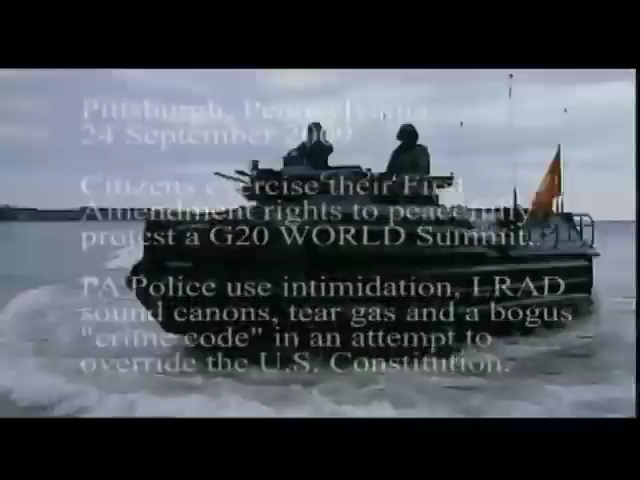 Pittsburgh, Pennsylvania
24 September 2009
Citizens exercise their First
Amendment rights to peacefully
protest a G20 WORLD Summit.
PA Police use intimidation, LRAD
sound canons, tear gas and a bogus
"crime code" in an attempt to
override the U.S. Constitution.